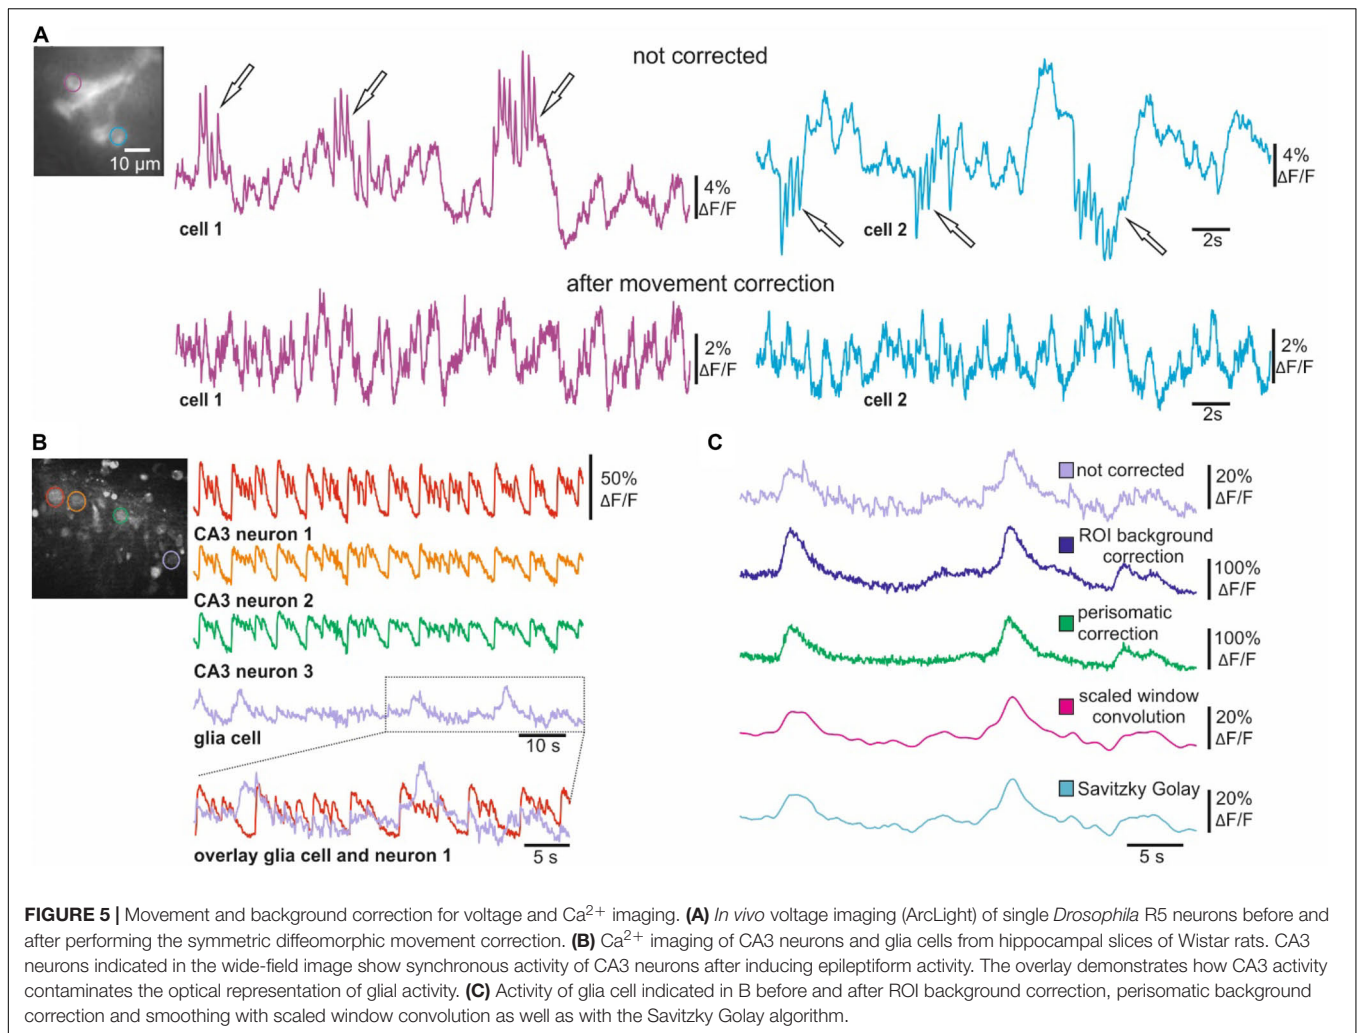 A
not corrected
10 µm
4%
ΔF/F
4%
ΔF/F
cell 1
cell 2
2s
after movement correction
2%
ΔF/F
2%
ΔF/F
cell 1
cell 2
2s
B
50%
ΔF/F
CA3 neuron 1
CA3 neuron 2
CA3 neuron 3
glia cell
10 s
overlay glia cell and neuron 1
5 s
C
not corrected
20%
ΔF/F
ROI background
correction
100%
ΔF/F
perisomatic
correction
100%
ΔF/F
scaled window
convolution
20%
ΔF/F
Savitzky Golay
20%
ΔF/F
5 s
FIGURE 5 | Movement and background correction for voltage and Ca²⁺ imaging. (A) In vivo voltage imaging (ArcLight) of single Drosophila R5 neurons before and
after performing the symmetric diffeomorphic movement correction. (B) Ca²⁺ imaging of CA3 neurons and glia cells from hippocampal slices of Wistar rats. CA3
neurons indicated in the wide-field image show synchronous activity of CA3 neurons after inducing epileptiform activity. The overlay demonstrates how CA3 activity
contaminates the optical representation of glial activity. (C) Activity of glia cell indicated in B before and after ROI background correction, perisomatic background
correction and smoothing with scaled window convolution as well as with the Savitzky Golay algorithm.